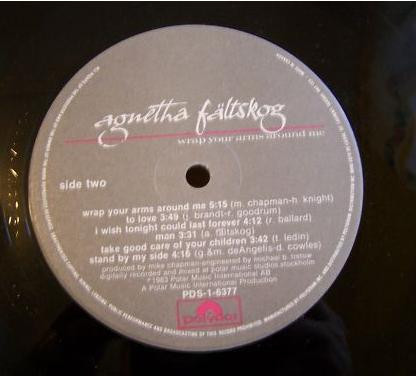 agnetha fältskog
wrap your arms around me
side two
wrap your arms around me 5:15 (m. chapman-h. knight)
to love 3:49 (j. brandt-r. goodrum)
i wish tonight could last forever 4:12 (r. ballard)
man 3:31 (a. fältskog)
take good care of your children 3:42 (t. ledin)
stand by my side 4:16 (g.&m. deAngelis-d. cowles)
produced by mike chapman-engineered by michael b. tretow
digitally recorded and mixed at polar music studios stockholm
℗1983 Polar Music International AB
A Polar Music International Production
PDS-1-6377
polydor